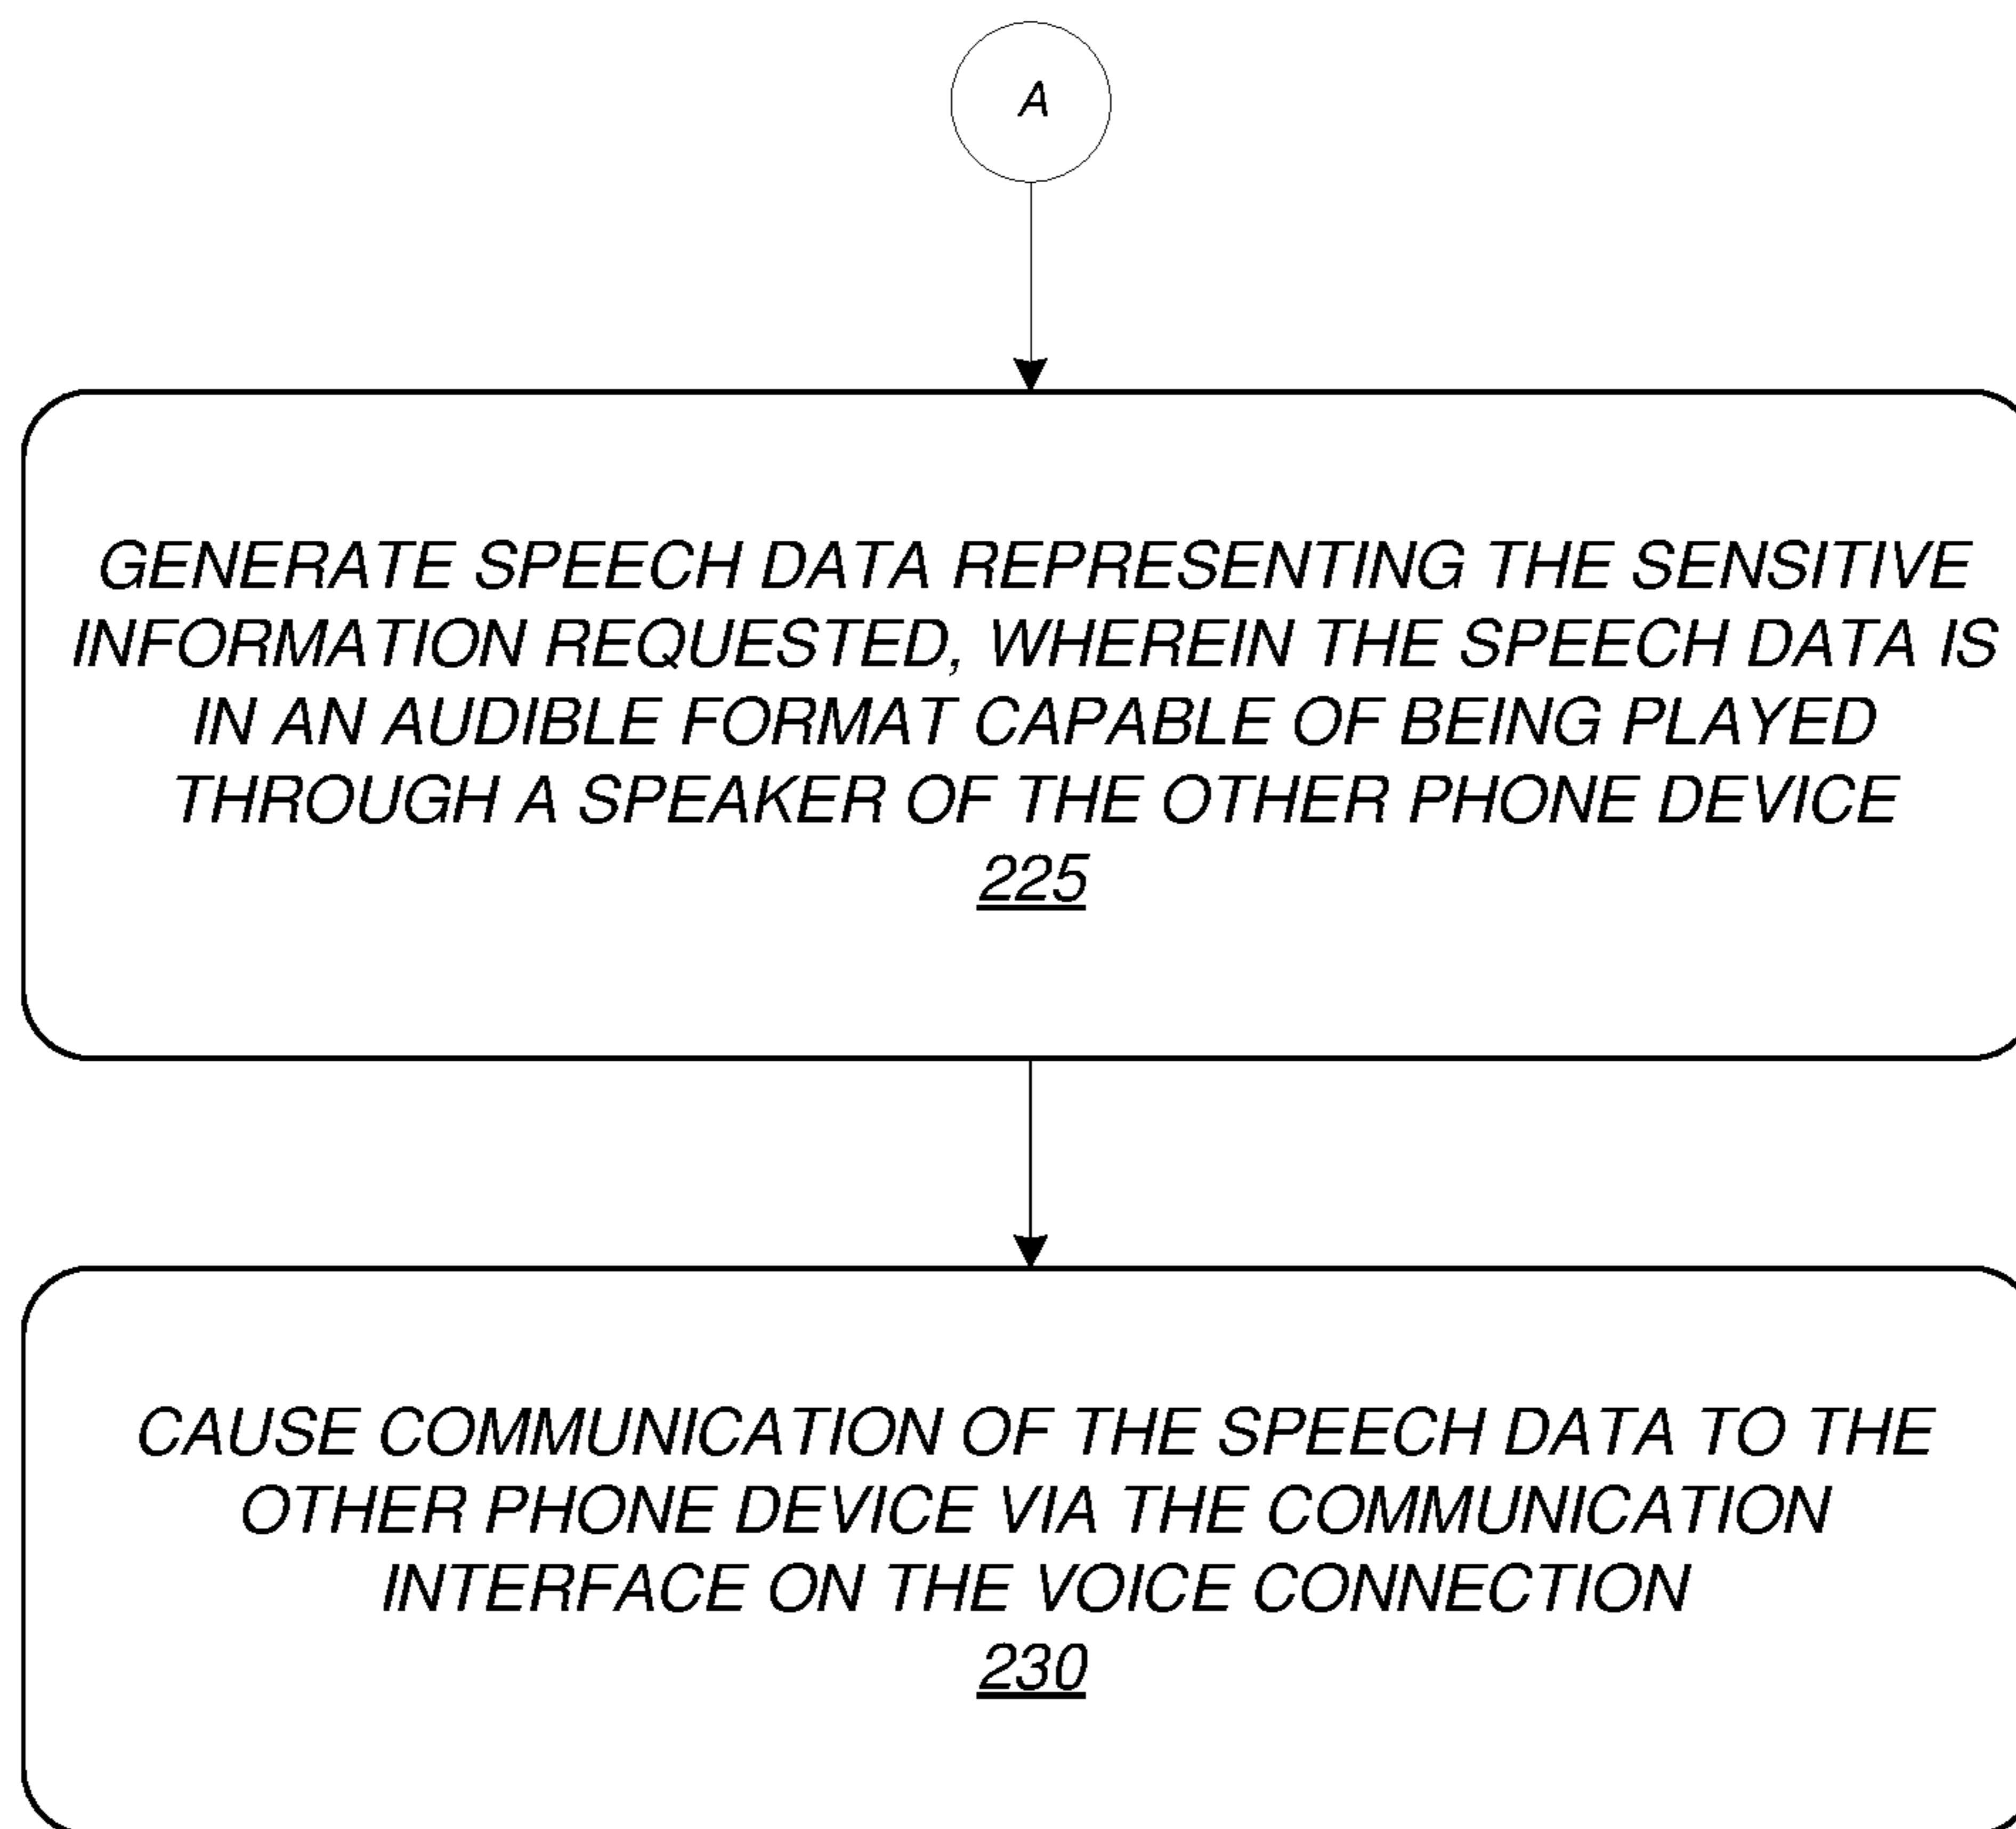 A
GENERATE SPEECH DATA REPRESENTING THE SENSITIVE
INFORMATION REQUESTED, WHEREIN THE SPEECH DATA IS
IN AN AUDIBLE FORMAT CAPABLE OF BEING PLAYED
THROUGH A SPEAKER OF THE OTHER PHONE DEVICE
225
CAUSE COMMUNICATION OF THE SPEECH DATA TO THE
OTHER PHONE DEVICE VIA THE COMMUNICATION
INTERFACE ON THE VOICE CONNECTION
230